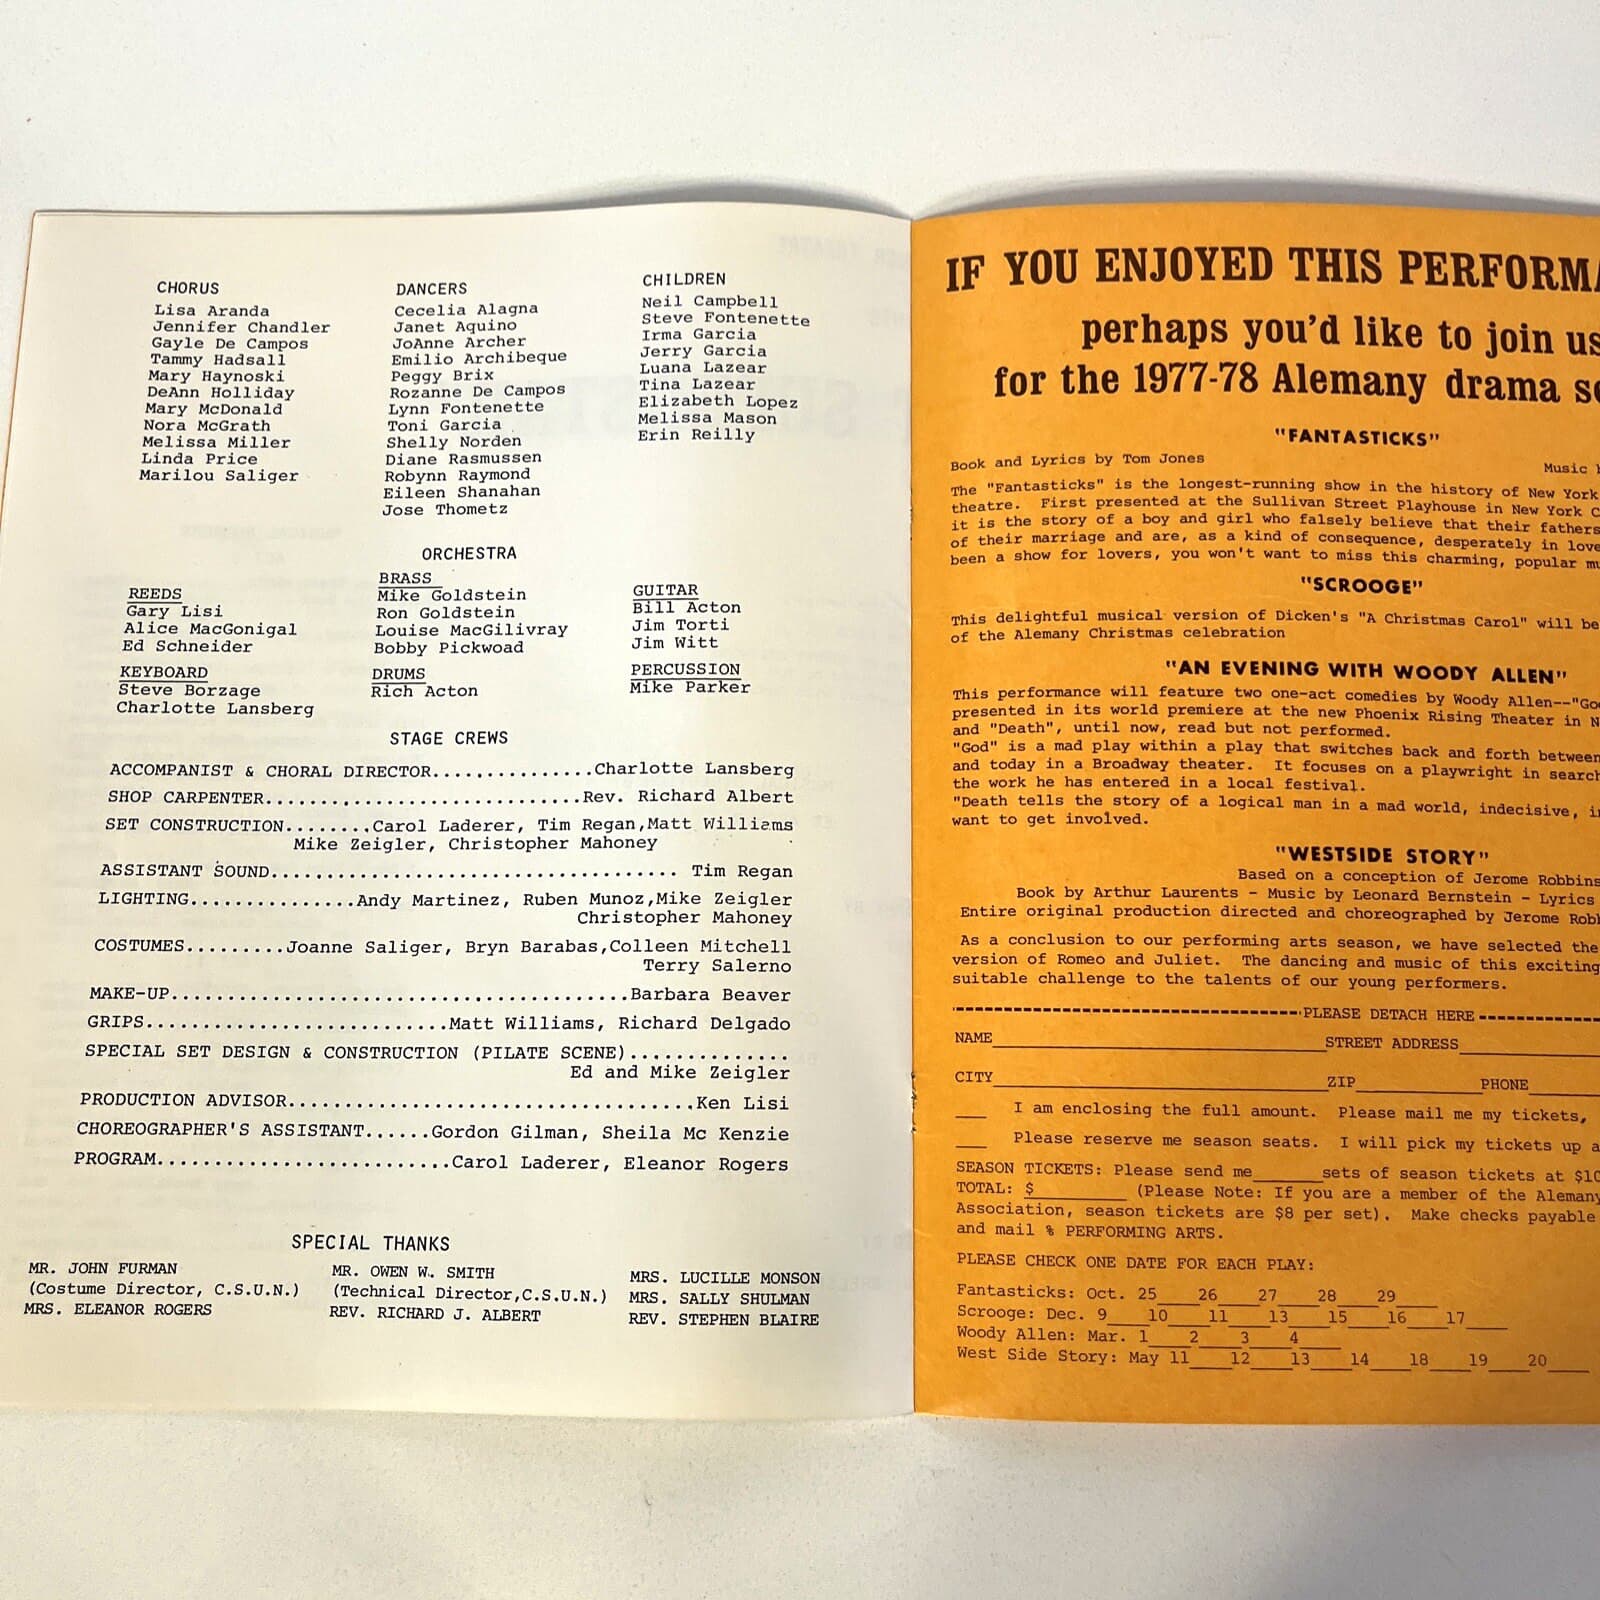 CHORUS
Lisa Aranda
Jennifer Chandler
Gayle De Campos
Tammy Hadsall
Mary Haynoski
DeAnn Holliday
Mary McDonald
Nora McGrath
Melissa Miller
Linda Price
Marilou Saliger
DANCERS
Cecelia Alagna
Janet Aquino
JoAnne Archer
Emilio Archibeque
Peggy Brix
Rozanne De Campos
Lynn Fontenette
Toni Garcia
Shelly Norden
Diane Rasmussen
Robynn Raymond
Eileen Shanahan
Jose Thometz
CHILDREN
Neil Campbell
Steve Fontenette
Irma Garcia
Jerry Garcia
Luana Lazear
Tina Lazear
Elizabeth Lopez
Melissa Mason
Erin Reilly
ORCHESTRA
REEDS
Gary Lisi
Alice MacGonigal
Ed Schneider
BRASS
Mike Goldstein
Ron Goldstein
Louise MacGilivray
Bobby Pickwoad
GUITAR
Bill Acton
Jim Torti
Jim Witt
KEYBOARD
Steve Borzage
Charlotte Lansberg
DRUMS
Rich Acton
PERCUSSION
Mike Parker
STAGE CREWS
ACCOMPANIST & CHORAL DIRECTOR...............Charlotte Lansberg
SHOP CARPENTER............................Rev. Richard Albert
SET CONSTRUCTION........Carol Laderer, Tim Regan,Matt Williams
Mike Zeigler, Christopher Mahoney
ASSISTANT SOUND.................................... Tim Regan
LIGHTING...............Andy Martinez, Ruben Munoz,Mike Zeigler
Christopher Mahoney
COSTUMES.........Joanne Saliger, Bryn Barabas,Colleen Mitchell
Terry Salerno
MAKE-UP.........................................Barbara Beaver
GRIPS...........................Matt Williams, Richard Delgado
SPECIAL SET DESIGN & CONSTRUCTION (PILATE SCENE)..............
Ed and Mike Zeigler
PRODUCTION ADVISOR....................................Ken Lisi
CHOREOGRAPHER'S ASSISTANT......Gordon Gilman, Sheila Mc Kenzie
PROGRAM..........................Carol Laderer, Eleanor Rogers
SPECIAL THANKS
MR. JOHN FURMAN
(Costume Director, C.S.U.N.)
MRS. ELEANOR ROGERS
MR. OWEN W. SMITH
(Technical Director,C.S.U.N.)
REV. RICHARD J. ALBERT
MRS. LUCILLE MONSON
MRS. SALLY SHULMAN
REV. STEPHEN BLAIRE
IF YOU ENJOYED THIS PERFORMA
perhaps you'd like to join us
for the 1977-78 Alemany drama se
"FANTASTICKS"
Book and Lyrics by Tom Jones Music
The "Fantasticks" is the longest-running show in the history of New York
theatre. First presented at the Sullivan Street Playhouse in New York C
it is the story of a boy and girl who falsely believe that their fathers
of their marriage and are, as a kind of consequence, desperately in love
been a show for lovers, you won't want to miss this charming, popular mu
"SCROOGE"
This delightful musical version of Dicken's "A Christmas Carol" will be
of the Alemany Christmas celebration
"AN EVENING WITH WOODY ALLEN"
This performance will feature two one-act comedies by Woody Allen--"Go
presented in its world premiere at the new Phoenix Rising Theater in N
and "Death", until now, read but not performed.
"God" is a mad play within a play that switches back and forth between
and today in a Broadway theater. It focuses on a playwright in search
the work he has entered in a local festival.
"Death tells the story of a logical man in a mad world, indecisive, i
want to get involved.
"WESTSIDE STORY"
Based on a conception of Jerome Robbins
Book by Arthur Laurents - Music by Leonard Bernstein - Lyrics
Entire original production directed and choreographed by Jerome Robb
As a conclusion to our performing arts season, we have selected the
version of Romeo and Juliet. The dancing and music of this exciting
suitable challenge to the talents of our young performers.
PLEASE DETACH HERE
NAME STREET ADDRESS
CITY ZIP PHONE
___ I am enclosing the full amount. Please mail me my tickets,
___ Please reserve me season seats. I will pick my tickets up a
SEASON TICKETS: Please send me______sets of season tickets at $10
TOTAL: $_________ (Please Note: If you are a member of the Alemany
Association, season tickets are $8 per set). Make checks payable
and mail % PERFORMING ARTS.
PLEASE CHECK ONE DATE FOR EACH PLAY:
Fantasticks: Oct. 25____26____27____28____29____
Scrooge: Dec. 9____10____11____13____15____16____17____
Woody Allen: Mar. 1____2____3____4____
West Side Story: May 11____12____13____14____18____19____20____